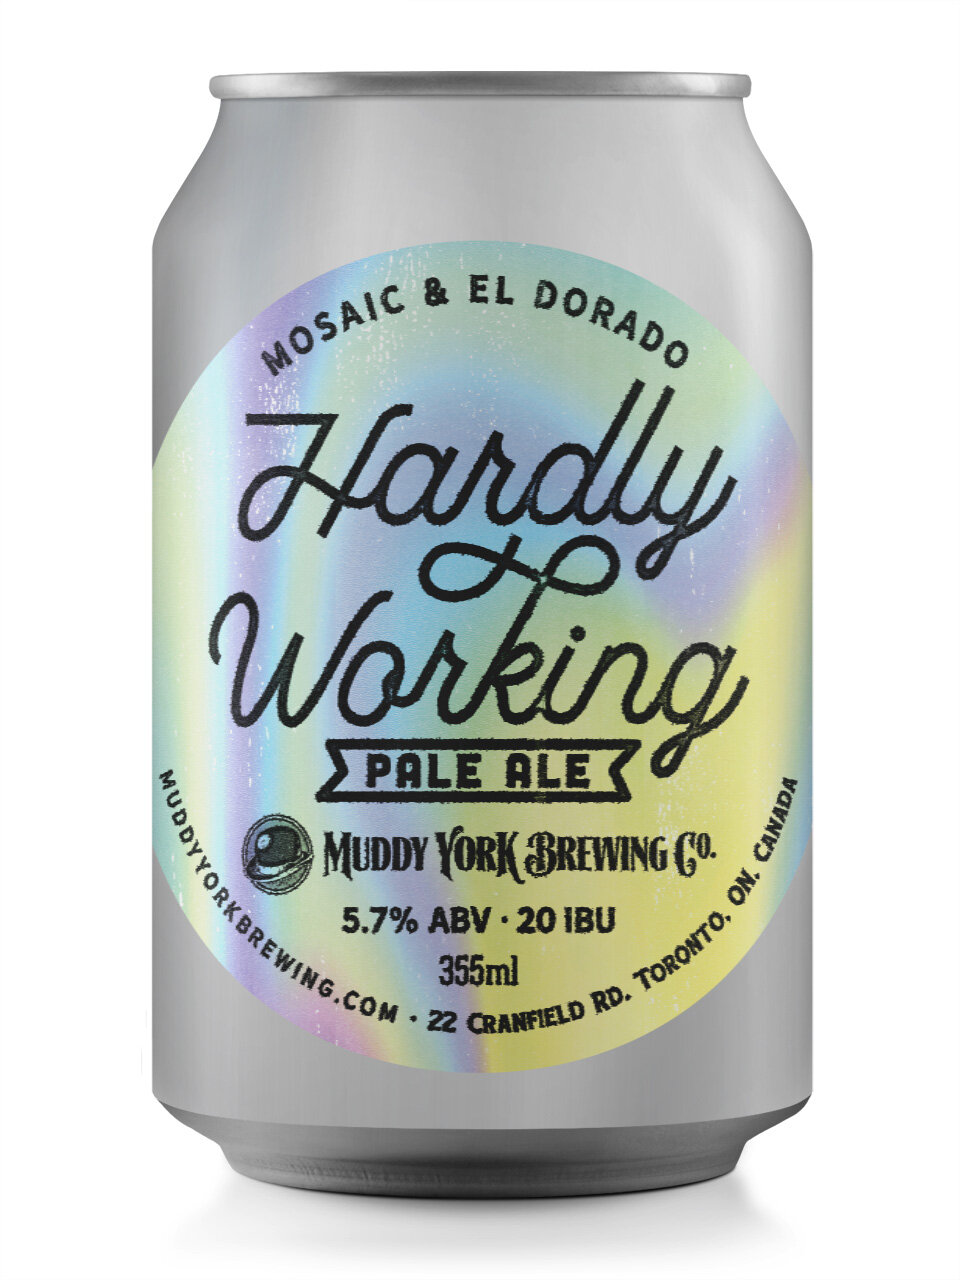 MOSAIC & EL DORADO
Hardly
Working
PALE ALE
MUDDY YORK BREWING CO.
5.7% ABV · 20 IBU
355ml
MUDDYYORKBREWING.COM · 22 CRANFIELD RD. TORONTO, ON, CANADA